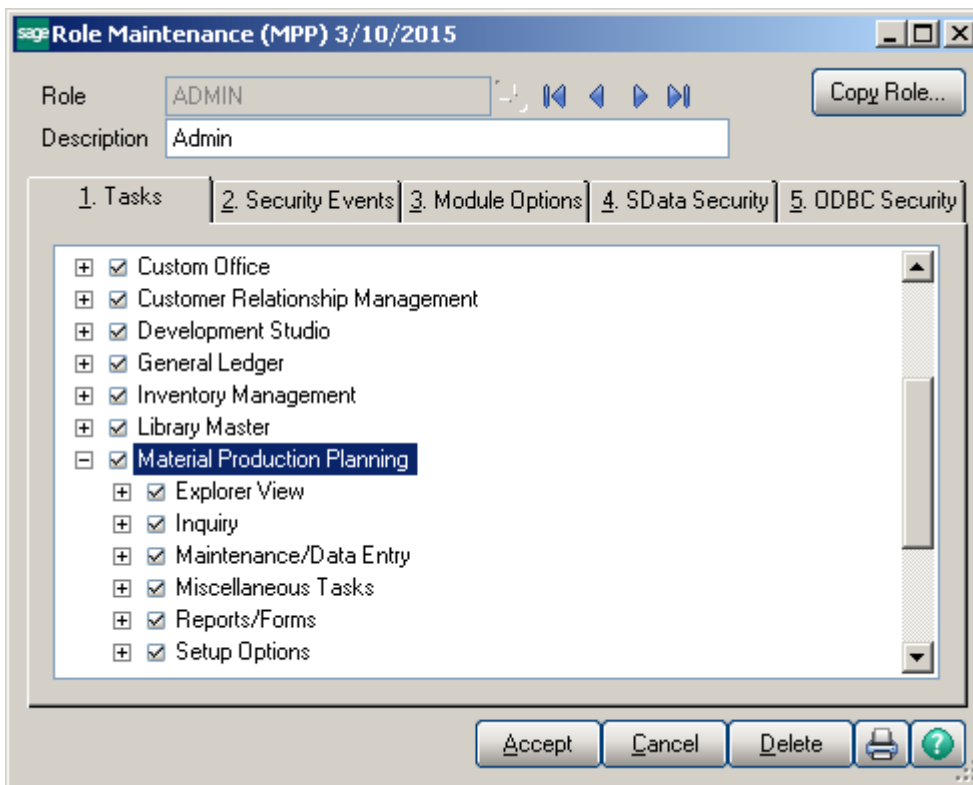 sage Role Maintenance (MPP) 3/10/2015
Role ADMIN Copy Role...
Description Admin
1. Tasks 2. Security Events 3. Module Options 4. SData Security 5. ODBC Security
Custom Office
Customer Relationship Management
Development Studio
General Ledger
Inventory Management
Library Master
Material Production Planning
Explorer View
Inquiry
Maintenance/Data Entry
Miscellaneous Tasks
Reports/Forms
Setup Options
Accept Cancel Delete ?